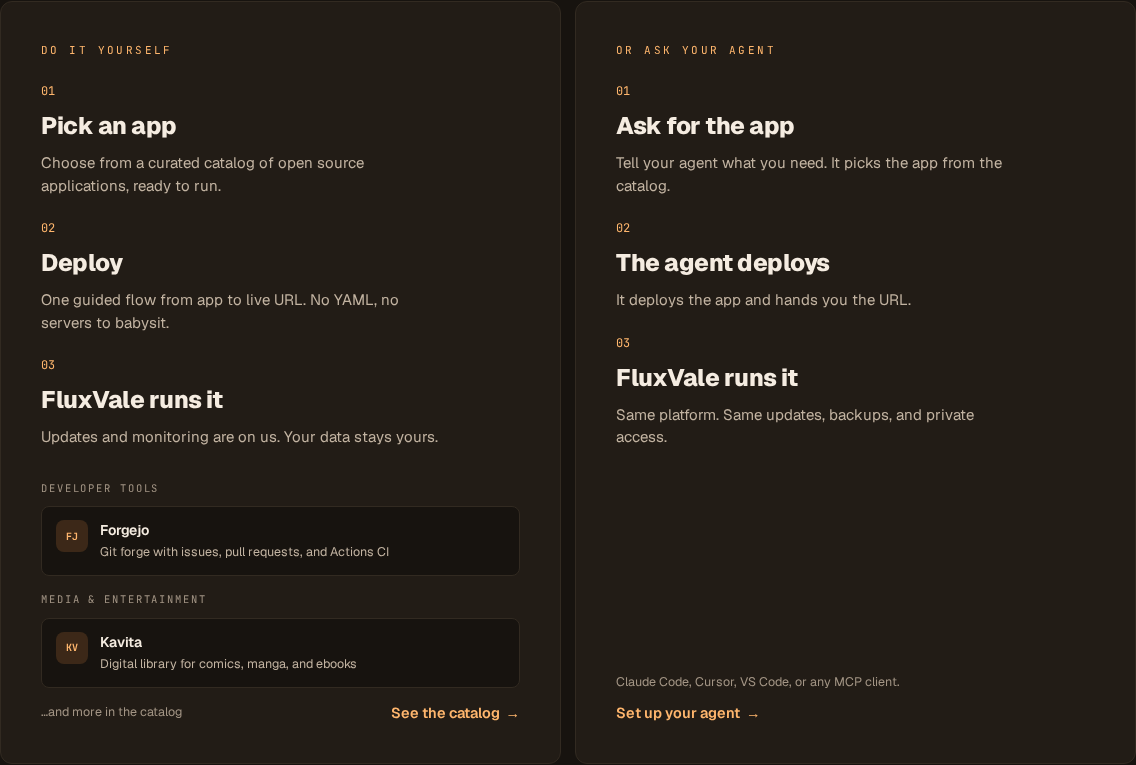 DO IT YOURSELF
01
Pick an app
Choose from a curated catalog of open source
applications, ready to run.
02
Deploy
One guided flow from app to live URL. No YAML, no
servers to babysit.
03
FluxVale runs it
Updates and monitoring are on us. Your data stays yours.
DEVELOPER TOOLS
FJ
Forgejo
Git forge with issues, pull requests, and Actions CI
MEDIA & ENTERTAINMENT
KV
Kavita
Digital library for comics, manga, and ebooks
…and more in the catalog
See the catalog →
OR ASK YOUR AGENT
01
Ask for the app
Tell your agent what you need. It picks the app from the
catalog.
02
The agent deploys
It deploys the app and hands you the URL.
03
FluxVale runs it
Same platform. Same updates, backups, and private
access.
Claude Code, Cursor, VS Code, or any MCP client.
Set up your agent →